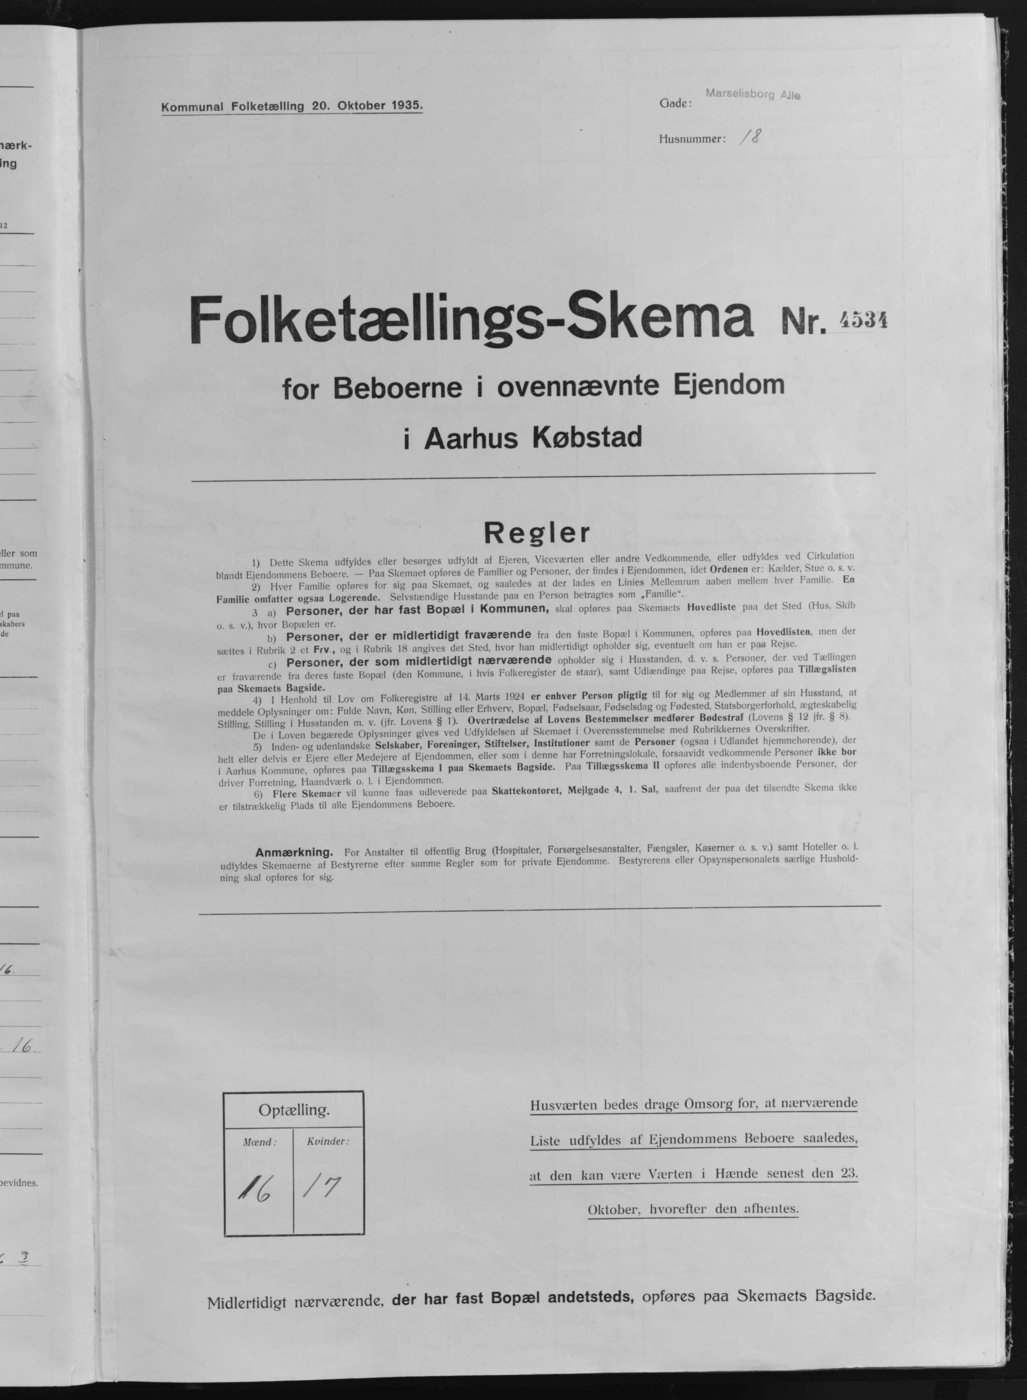 Kommunal Folketælling 20. Oktober 1935.
Gade: Marselisborg Alle
Husnummer: 18
Folketællings-Skema Nr. 4534
for Beboerne i ovennævnte Ejendom
i Aarhus Købstad
Regler
1) Dette Skema udfyldes eller besørges udfyldt af Ejeren, Viceværten eller andre Vedkommende, eller udfyldes ved Cirkulation
blandt Ejendommens Beboere. — Paa Skemaet opføres de Familier og Personer, der findes i Ejendommen, idet Ordenen er: Kælder, Stue o. s. v.
2) Hver Familie opføres for sig paa Skemaet, og saaledes at der lades en Linies Mellemrum aaben mellem hver Familie. En
Familie omfatter ogsaa Logerende. Selvstændige Husstande paa en Person betragtes som „Familie“.
3 a) Personer, der har fast Bopæl i Kommunen, skal opføres paa Skemaets Hovedliste paa det Sted (Hus, Skib
o. s. v.), hvor Bopælen er.
b) Personer, der er midlertidigt fraværende fra den faste Bopæl i Kommunen, opføres paa Hovedlisten, men der
sættes i Rubrik 2 et Frv., og i Rubrik 18 angives det Sted, hvor han midlertidigt opholder sig, eventuelt om han er paa Rejse.
c) Personer, der som midlertidigt nærværende opholder sig i Husstanden, d. v. s. Personer, der ved Tællingen
er fraværende fra deres faste Bopæl (den Kommune, i hvis Folkeregister de staar), samt Udlændinge paa Rejse, opføres paa Tillægslisten
paa Skemaets Bagside.
4) I Henhold til Lov om Folkeregistre af 14. Marts 1924 er enhver Person pligtig til for sig og Medlemmer af sin Husstand, at
meddele Oplysninger om: Fulde Navn, Køn, Stilling eller Erhverv, Bopæl, Fødselsaar, Fødselsdag og Fødested, Statsborgerforhold, ægteskabelig
Stilling, Stilling i Husstanden m. v. (jfr. Lovens § 1). Overtrædelse af Lovens Bestemmelser medfører Bødestraf (Lovens § 12 jfr. § 8).
De i Loven begærede Oplysninger gives ved Udfyldelsen af Skemaet i Overensstemmelse med Rubrikkernes Overskrifter.
5) Inden- og udenlandske Selskaber, Foreninger, Stiftelser, Institutioner samt de Personer (ogsaa i Udlandet hjemmehørende), der
helt eller delvis er Ejere eller Medejere af Ejendommen, eller som i denne har Forretningslokale, forsaavidt vedkommende Personer ikke bor
i Aarhus Kommune, opføres paa Tillægsskema I paa Skemaets Bagside. Paa Tillægsskema II opføres alle indenbysboende Personer, der
driver Forretning, Haandværk o. l. i Ejendommen.
6) Flere Skemaer vil kunne faas udleverede paa Skattekontoret, Mejlgade 4, 1. Sal, saafremt der paa det tilsendte Skema ikke
er tilstrækkelig Plads til alle Ejendommens Beboere.
Anmærkning. For Anstalter til offentlig Brug (Hospitaler, Forsørgelsesanstalter, Fængsler, Kaserner o. s. v.) samt Hoteller o. l.
udfyldes Skemaerne af Bestyrerne efter samme Regler som for private Ejendomme. Bestyrerens eller Opsynspersonalets særlige Hushold-
ning skal opføres for sig.
Optælling.
Mænd: Kvinder:
16 17
Husværten bedes drage Omsorg for, at nærværende
Liste udfyldes af Ejendommens Beboere saaledes,
at den kan være Værten i Hænde senest den 23.
Oktober, hvorefter den afhentes.
Midlertidigt nærværende, der har fast Bopæl andetsteds, opføres paa Skemaets Bagside.